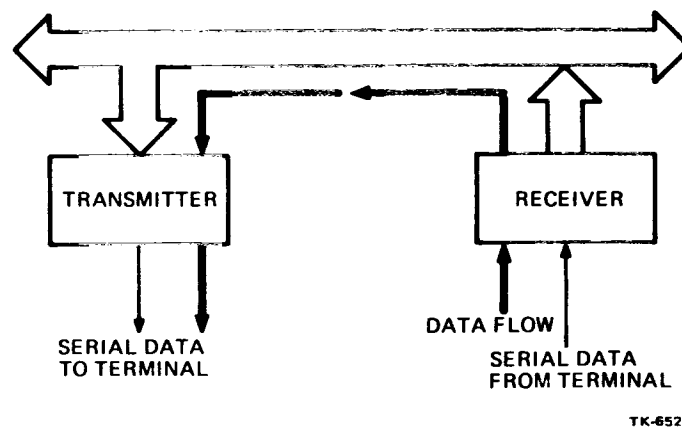 TRANSMITTER
RECEIVER
SERIAL DATA
TO TERMINAL
DATA FLOW
SERIAL DATA
FROM TERMINAL
TK-652